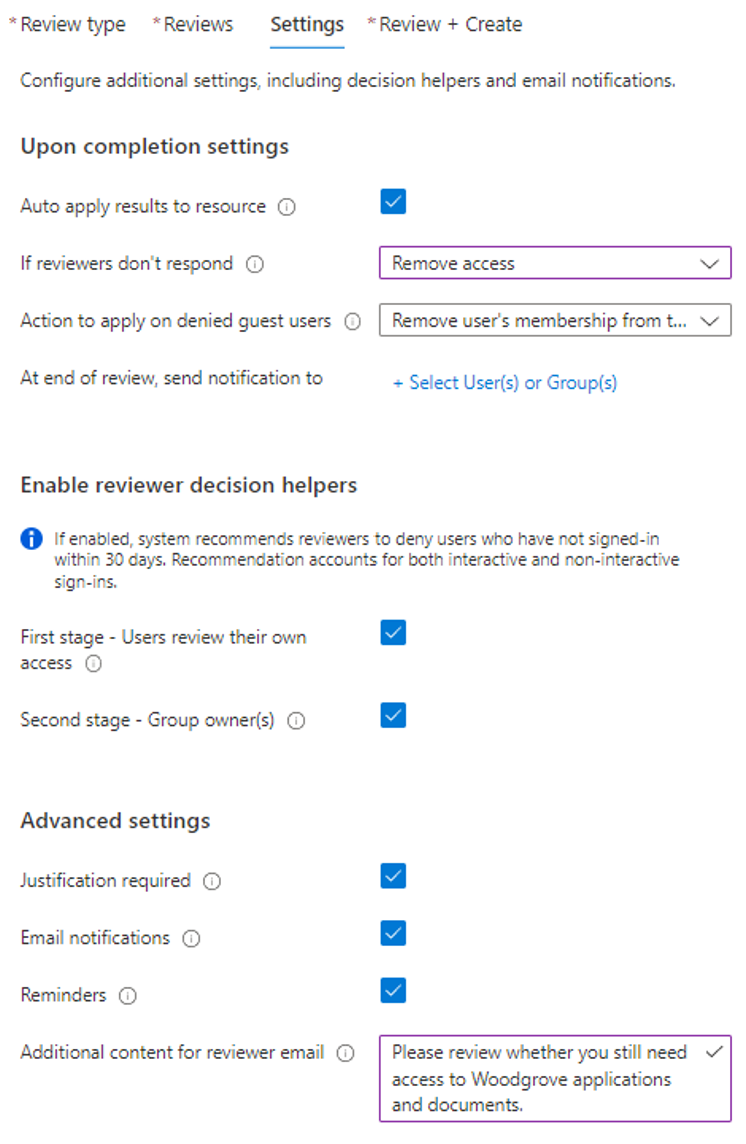 *Review type *Reviews Settings *Review + Create
Configure additional settings, including decision helpers and email notifications.
Upon completion settings
Auto apply results to resource
If reviewers don't respond Remove access
Action to apply on denied guest users Remove user's membership from t...
At end of review, send notification to + Select User(s) or Group(s)
Enable reviewer decision helpers
If enabled, system recommends reviewers to deny users who have not signed-in
within 30 days. Recommendation accounts for both interactive and non-interactive
sign-ins.
First stage - Users review their own
access
Second stage - Group owner(s)
Advanced settings
Justification required
Email notifications
Reminders
Additional content for reviewer email Please review whether you still need
access to Woodgrove applications
and documents.